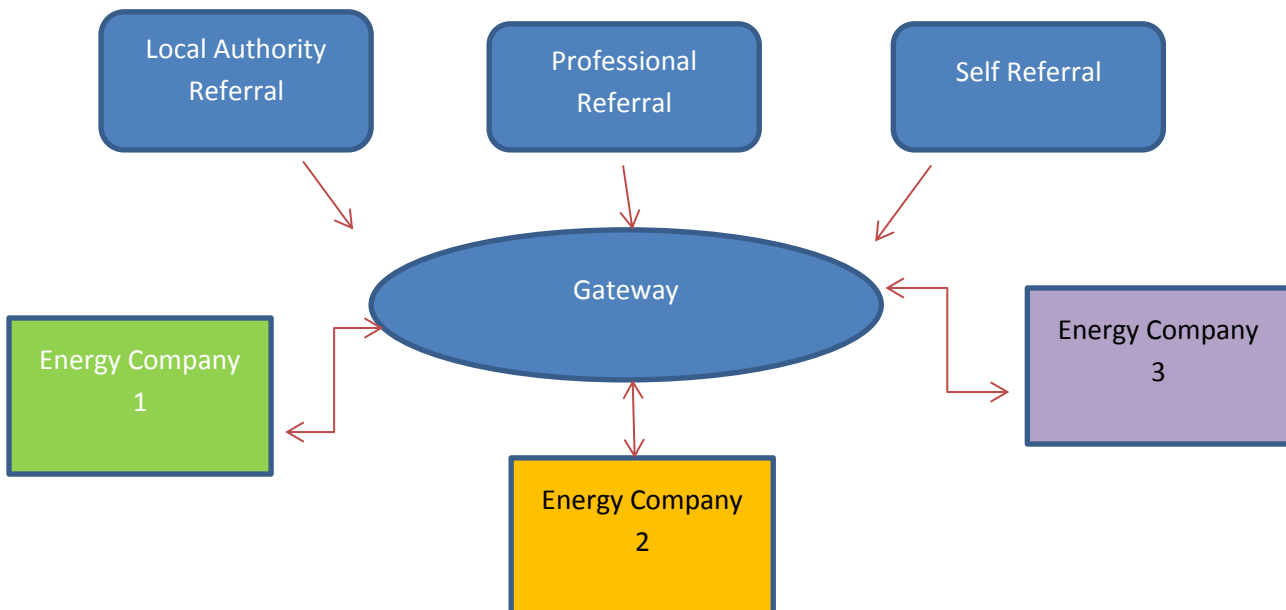 Local Authority
Referral
Professional
Referral
Self Referral
Gateway
Energy Company
1
Energy Company
2
Energy Company
3